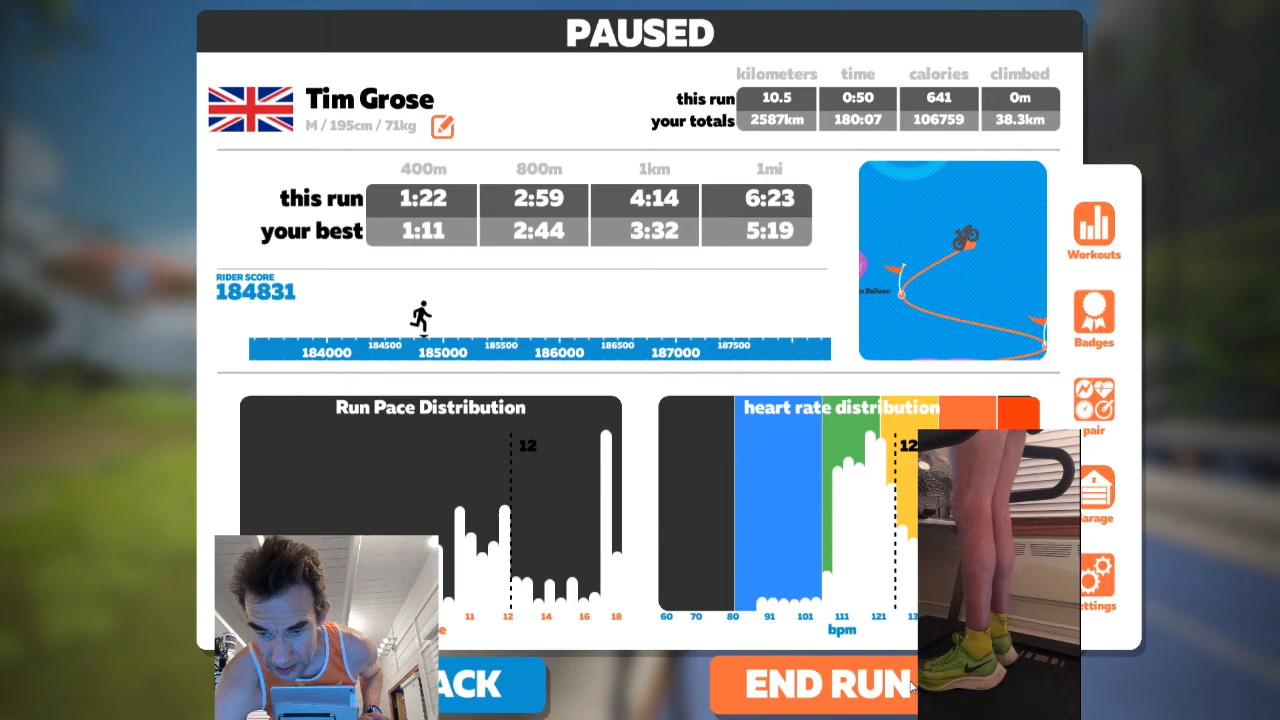 PAUSED
Tim Grose
M / 195cm / 71kg
kilometers time calories climbed
this run 10.5 0:50 641 0m
your totals 2587km 180:07 106759 38.3km
400m 800m 1km 1mi
this run 1:22 2:59 4:14 6:23
your best 1:11 2:44 3:32 5:19
RIDER SCORE
184831
184000 184500 185000 185500 186000 186500 187000 187500
Balloon
Workouts
Badges
pair
arage
ettings
Run Pace Distribution
12
11 12 14 16 18
heart rate distribution
12
60 70 80 91 101 111 121
bpm
ACK
END RUN